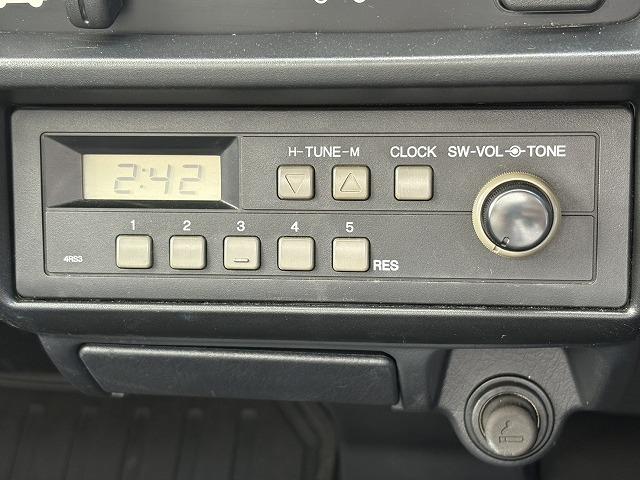 H-TUNE-M CLOCK SW-VOL TONE
2:42
1 2 3 4 5
4RS3 RES